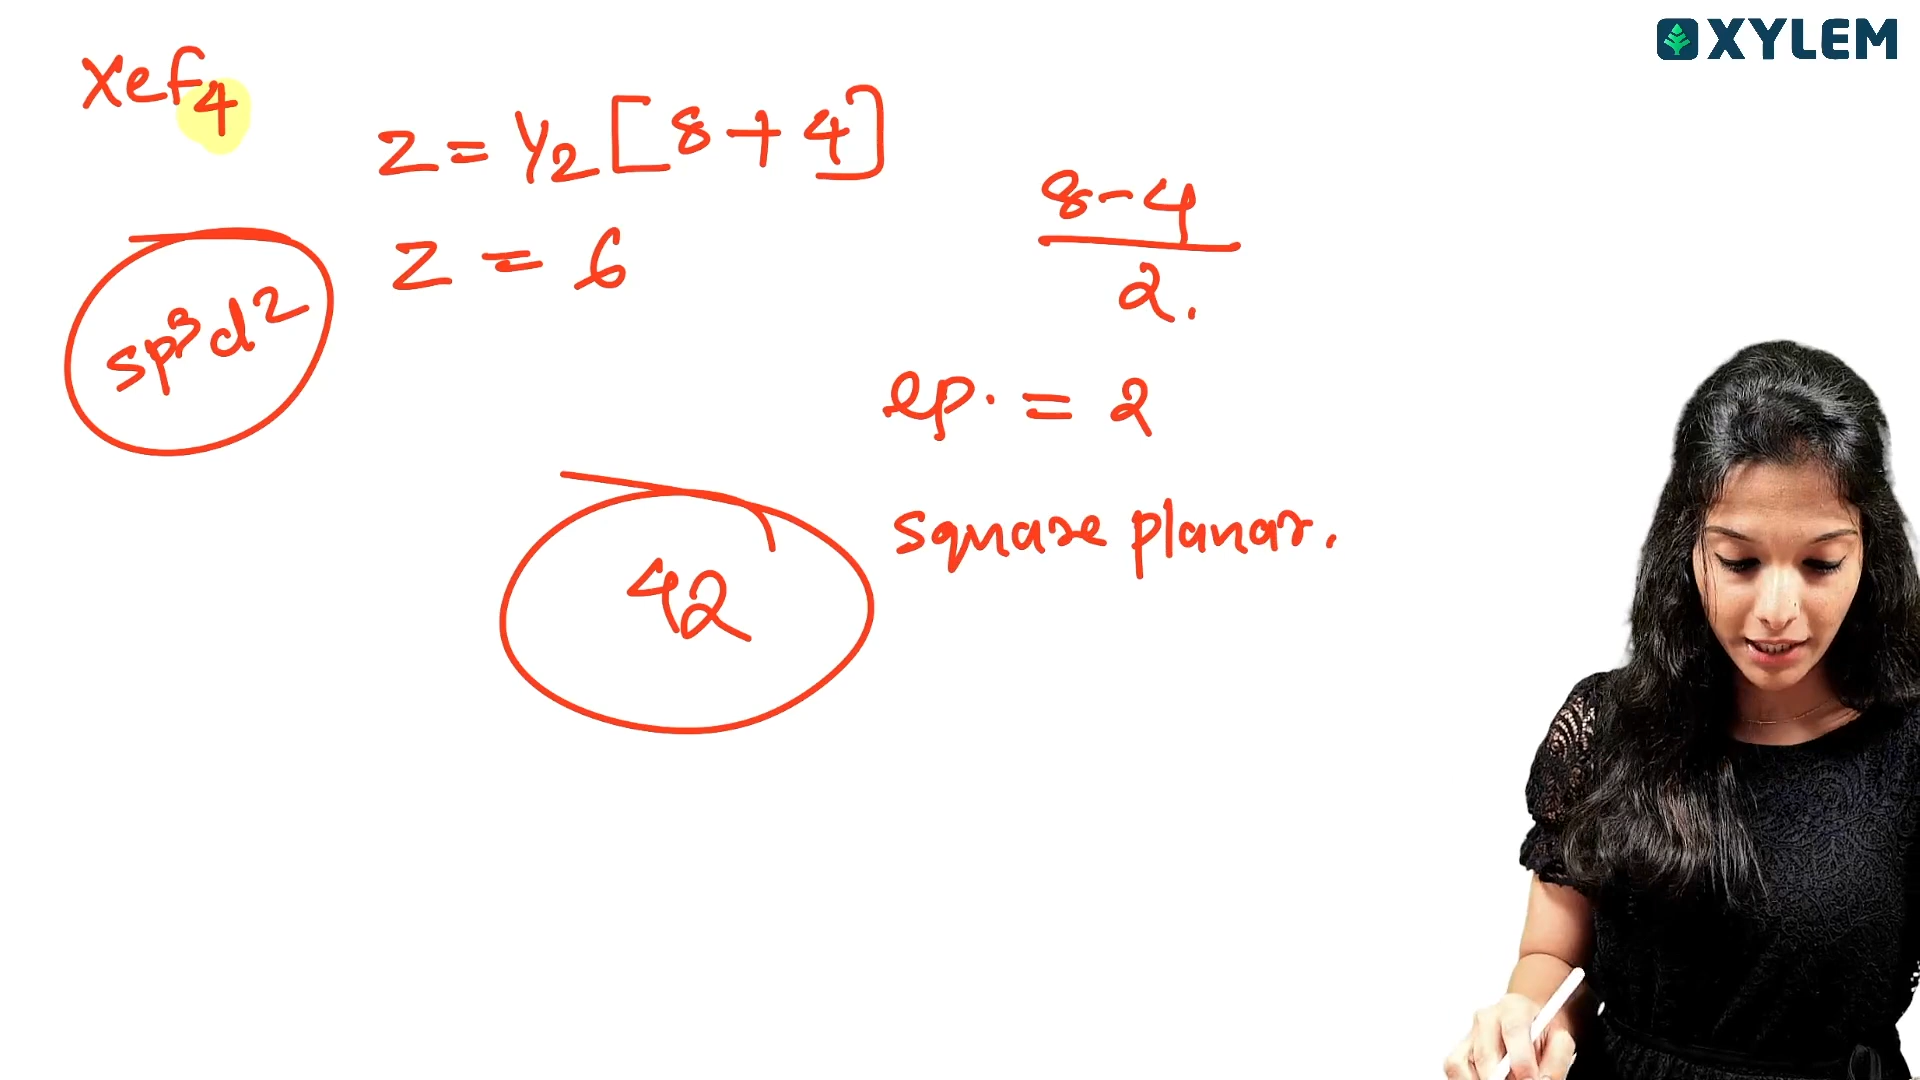 XYLEM
Xef4
Z = 1/2 [8 + 4]
Z = 6
sp³d²
8-4
2.
lp. = 2
square planar.
42